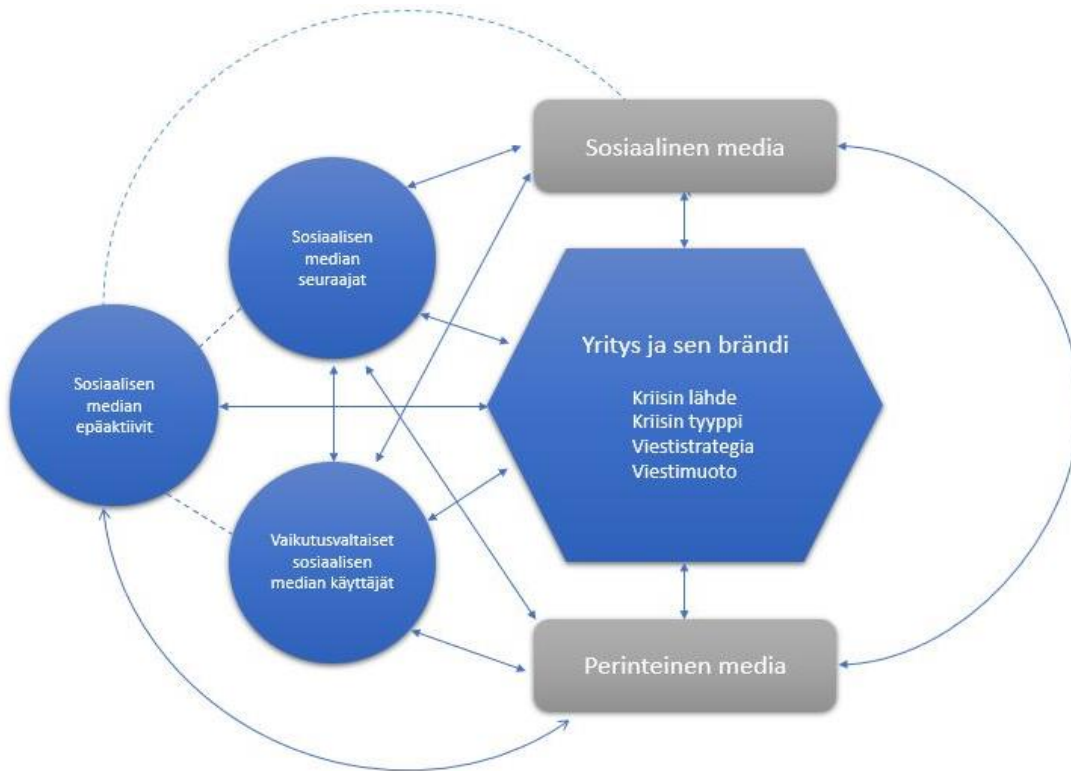 Sosiaalinen media
Sosiaalisen
median
seuraajat
Yritys ja sen brändi
Kriisin lähde
Kriisin tyyppi
Viestistrategia
Viestimuoto
Sosiaalisen
median
epäaktiivit
Vaikutusvaltaiset
sosiaalisen
median käyttäjät
Perinteinen media